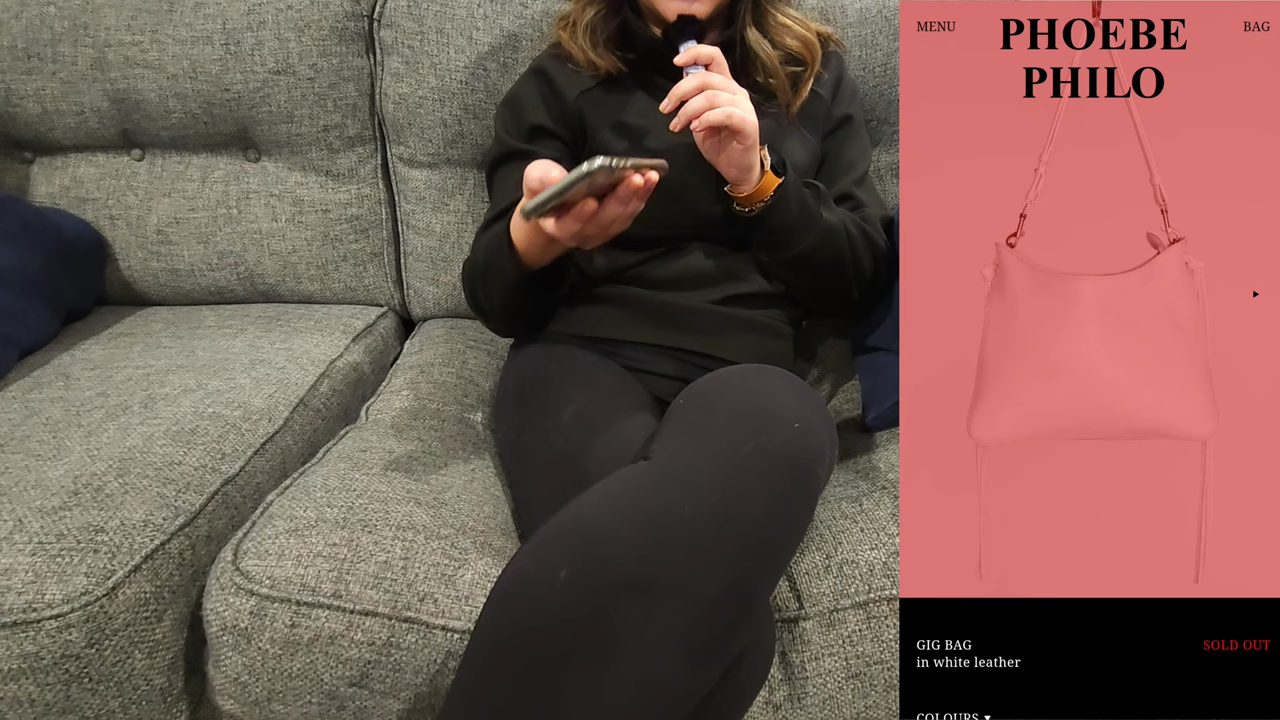 MENU
PHOEBE
PHILO
BAG
GIG BAG
in white leather
SOLD OUT
COLOURS ▼